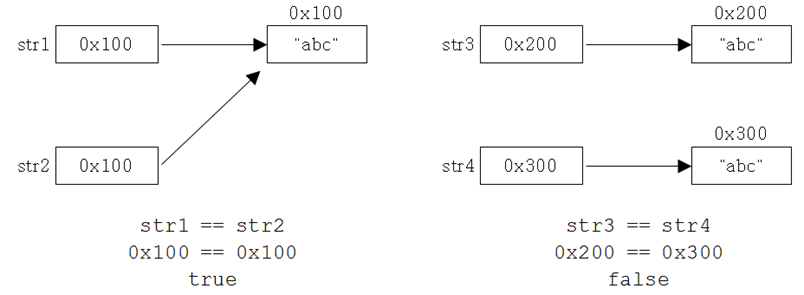 0x100
str1 0x100 "abc"
str2 0x100
str1 == str2
0x100 == 0x100
true
0x200
str3 0x200 "abc"
0x300
str4 0x300 "abc"
str3 == str4
0x200 == 0x300
false